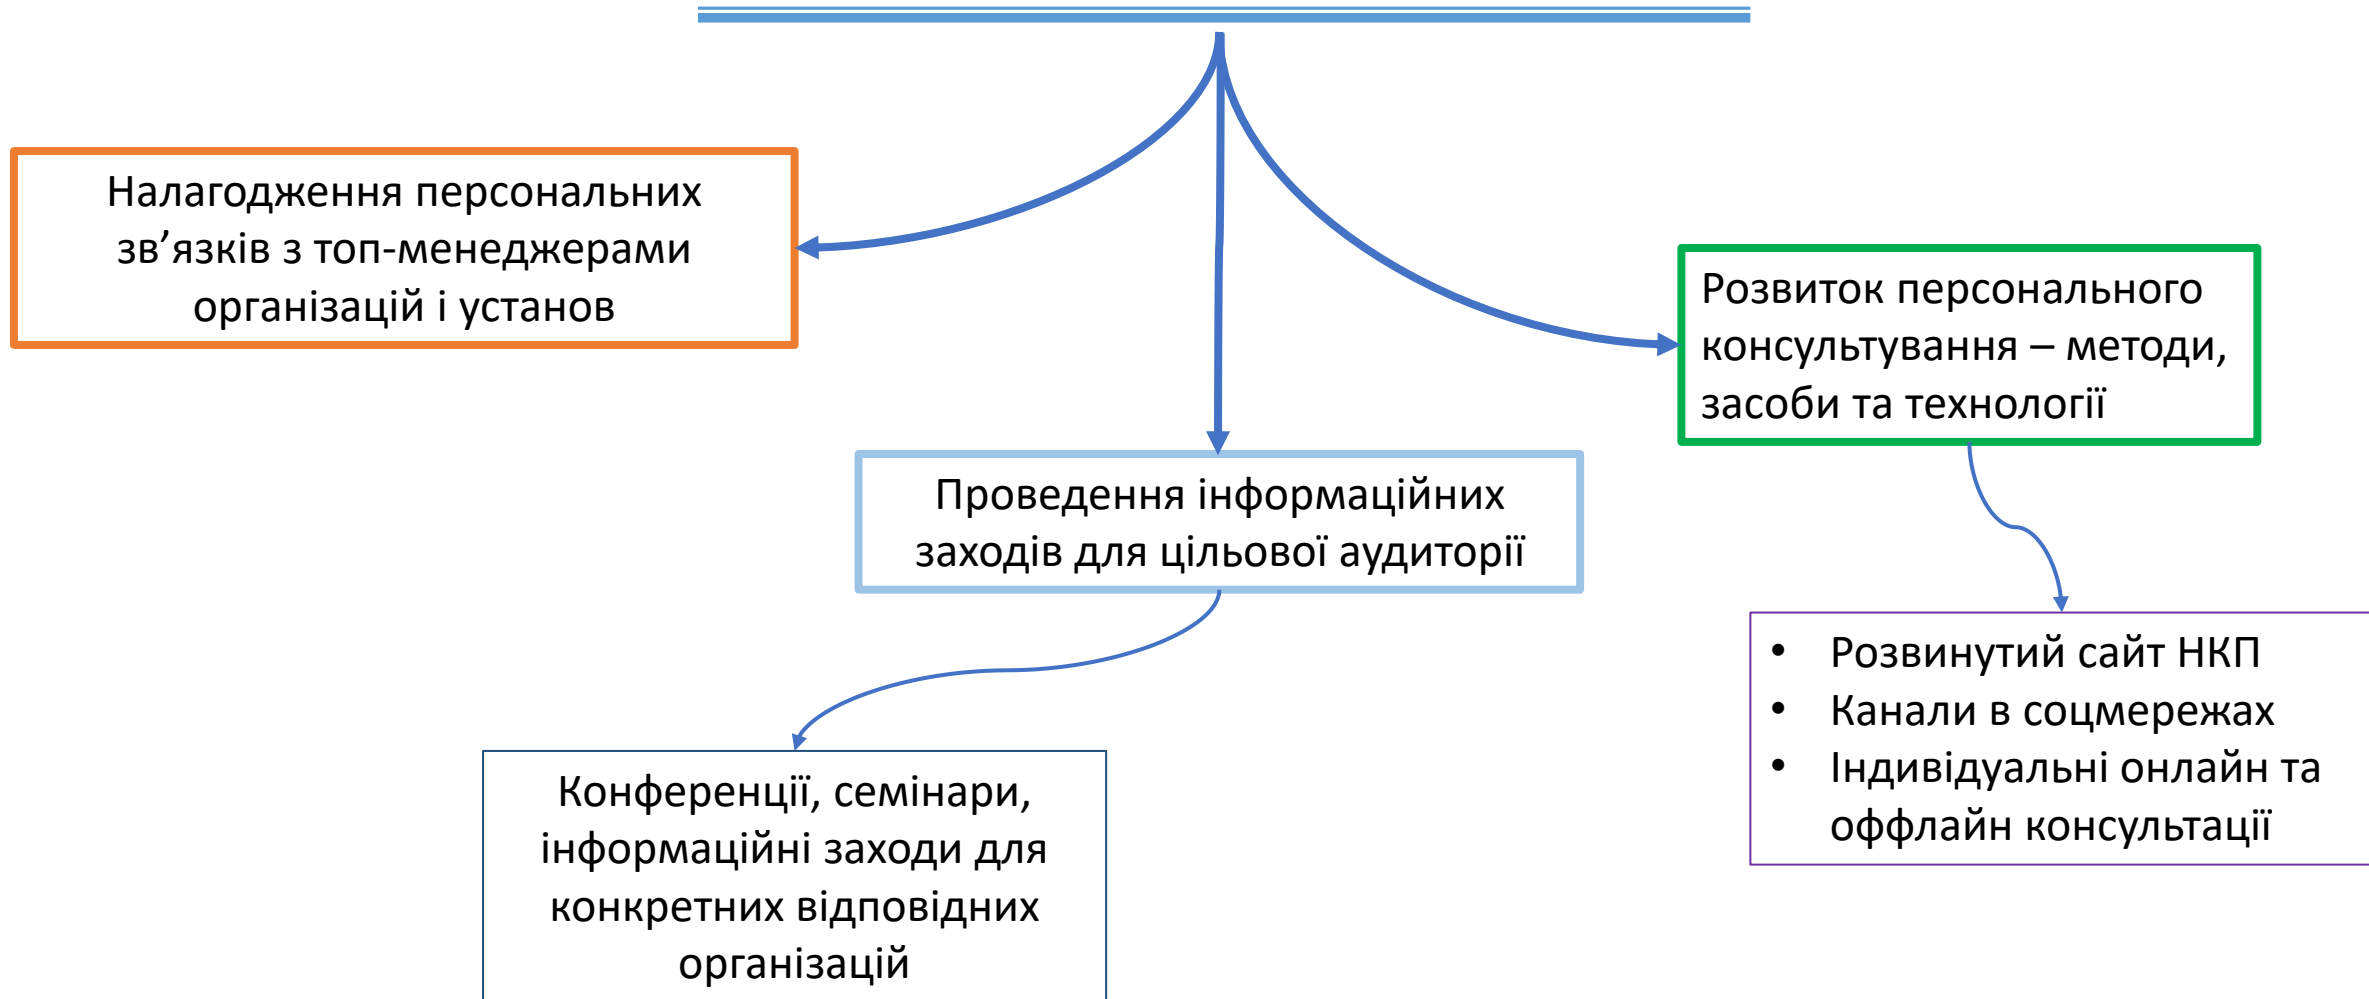 Налагодження персональних
зв’язків з топ-менеджерами
організацій і установ
Розвиток персонального
консультування – методи,
засоби та технології
Проведення інформаційних
заходів для цільової аудиторії
• Розвинутий сайт НКП
• Канали в соцмережах
• Індивідуальні онлайн та
оффлайн консультації
Конференції, семінари,
інформаційні заходи для
конкретних відповідних
організацій